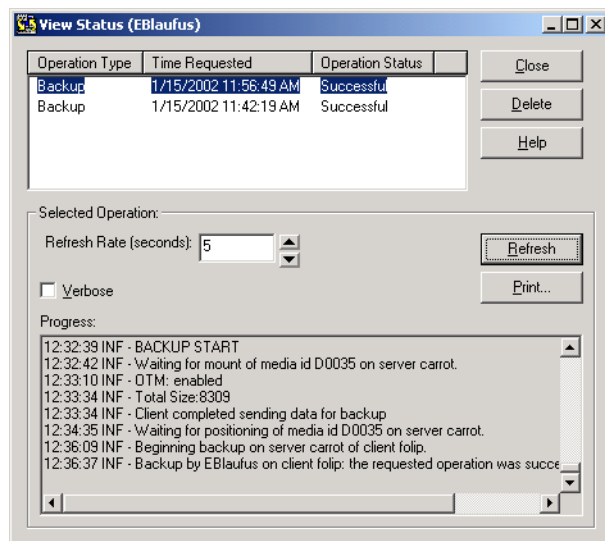 View Status (EBlaufus)
Operation Type Time Requested Operation Status
Backup 1/15/2002 11:56:49 AM Successful
Backup 1/15/2002 11:42:19 AM Successful
Close
Delete
Help
Selected Operation:
Refresh Rate (seconds): 5
Refresh
Verbose
Print...
Progress:
12:32:39 INF - BACKUP START
12:32:42 INF - Waiting for mount of media id D0035 on server carrot.
12:33:10 INF - OTM: enabled
12:33:34 INF - Total Size:8309
12:33:34 INF - Client completed sending data for backup
12:34:35 INF - Waiting for positioning of media id D0035 on server carrot.
12:36:09 INF - Beginning backup on server carrot of client folip.
12:36:37 INF - Backup by EBlaufus on client folip: the requested operation was succe